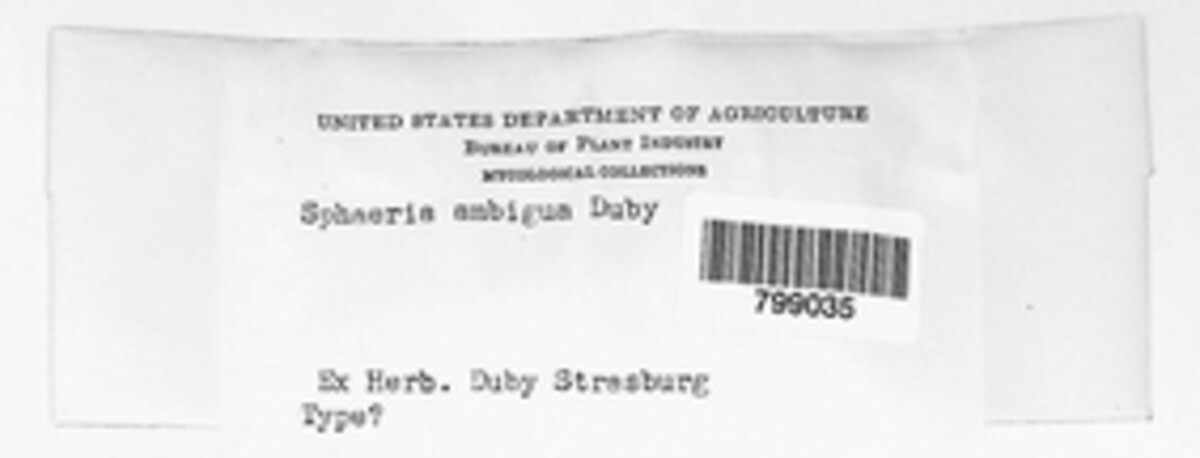 UNITED STATES DEPARTMENT OF AGRICULTURE
BUREAU OF PLANT INDUSTRY
MYCOLOGICAL COLLECTIONS
Sphaeria ambigua Duby
799035
Ex Herb. Duby Strasburg
Type?